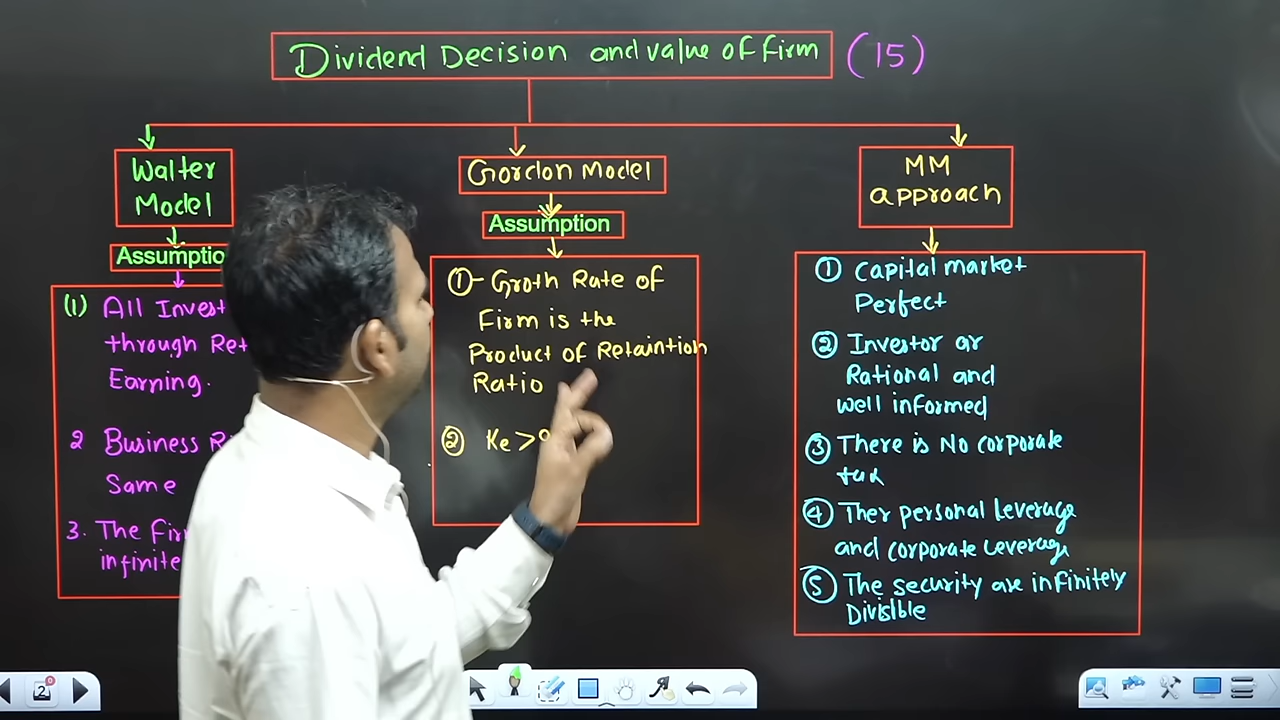 Dividend Decision and value of firm (15)
Walter
Model
Assumptio
(1) All Invest
through Ret
Earning.
2 Business R
Same
3. The fir
infinite
Gordon Model
Assumption
① - Groth Rate of
Firm is the
Product of Retaintion
Ratio
② Ke >
MM
approach
① Capital market
Perfect
② Investor ar
Rational and
well informed
③ There is No corporate
tax
④ Ther personal Leverage
and corporate Leverage
⑤ The security are infinitely
Divisible
2
0